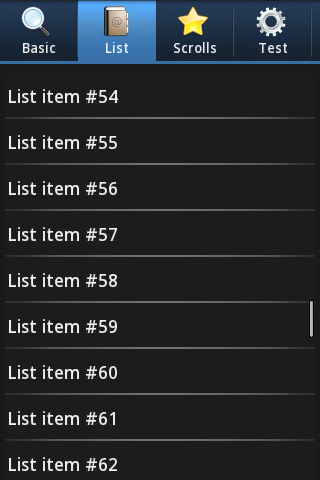 Basic List Scrolls Test
List item #54
List item #55
List item #56
List item #57
List item #58
List item #59
List item #60
List item #61
List item #62